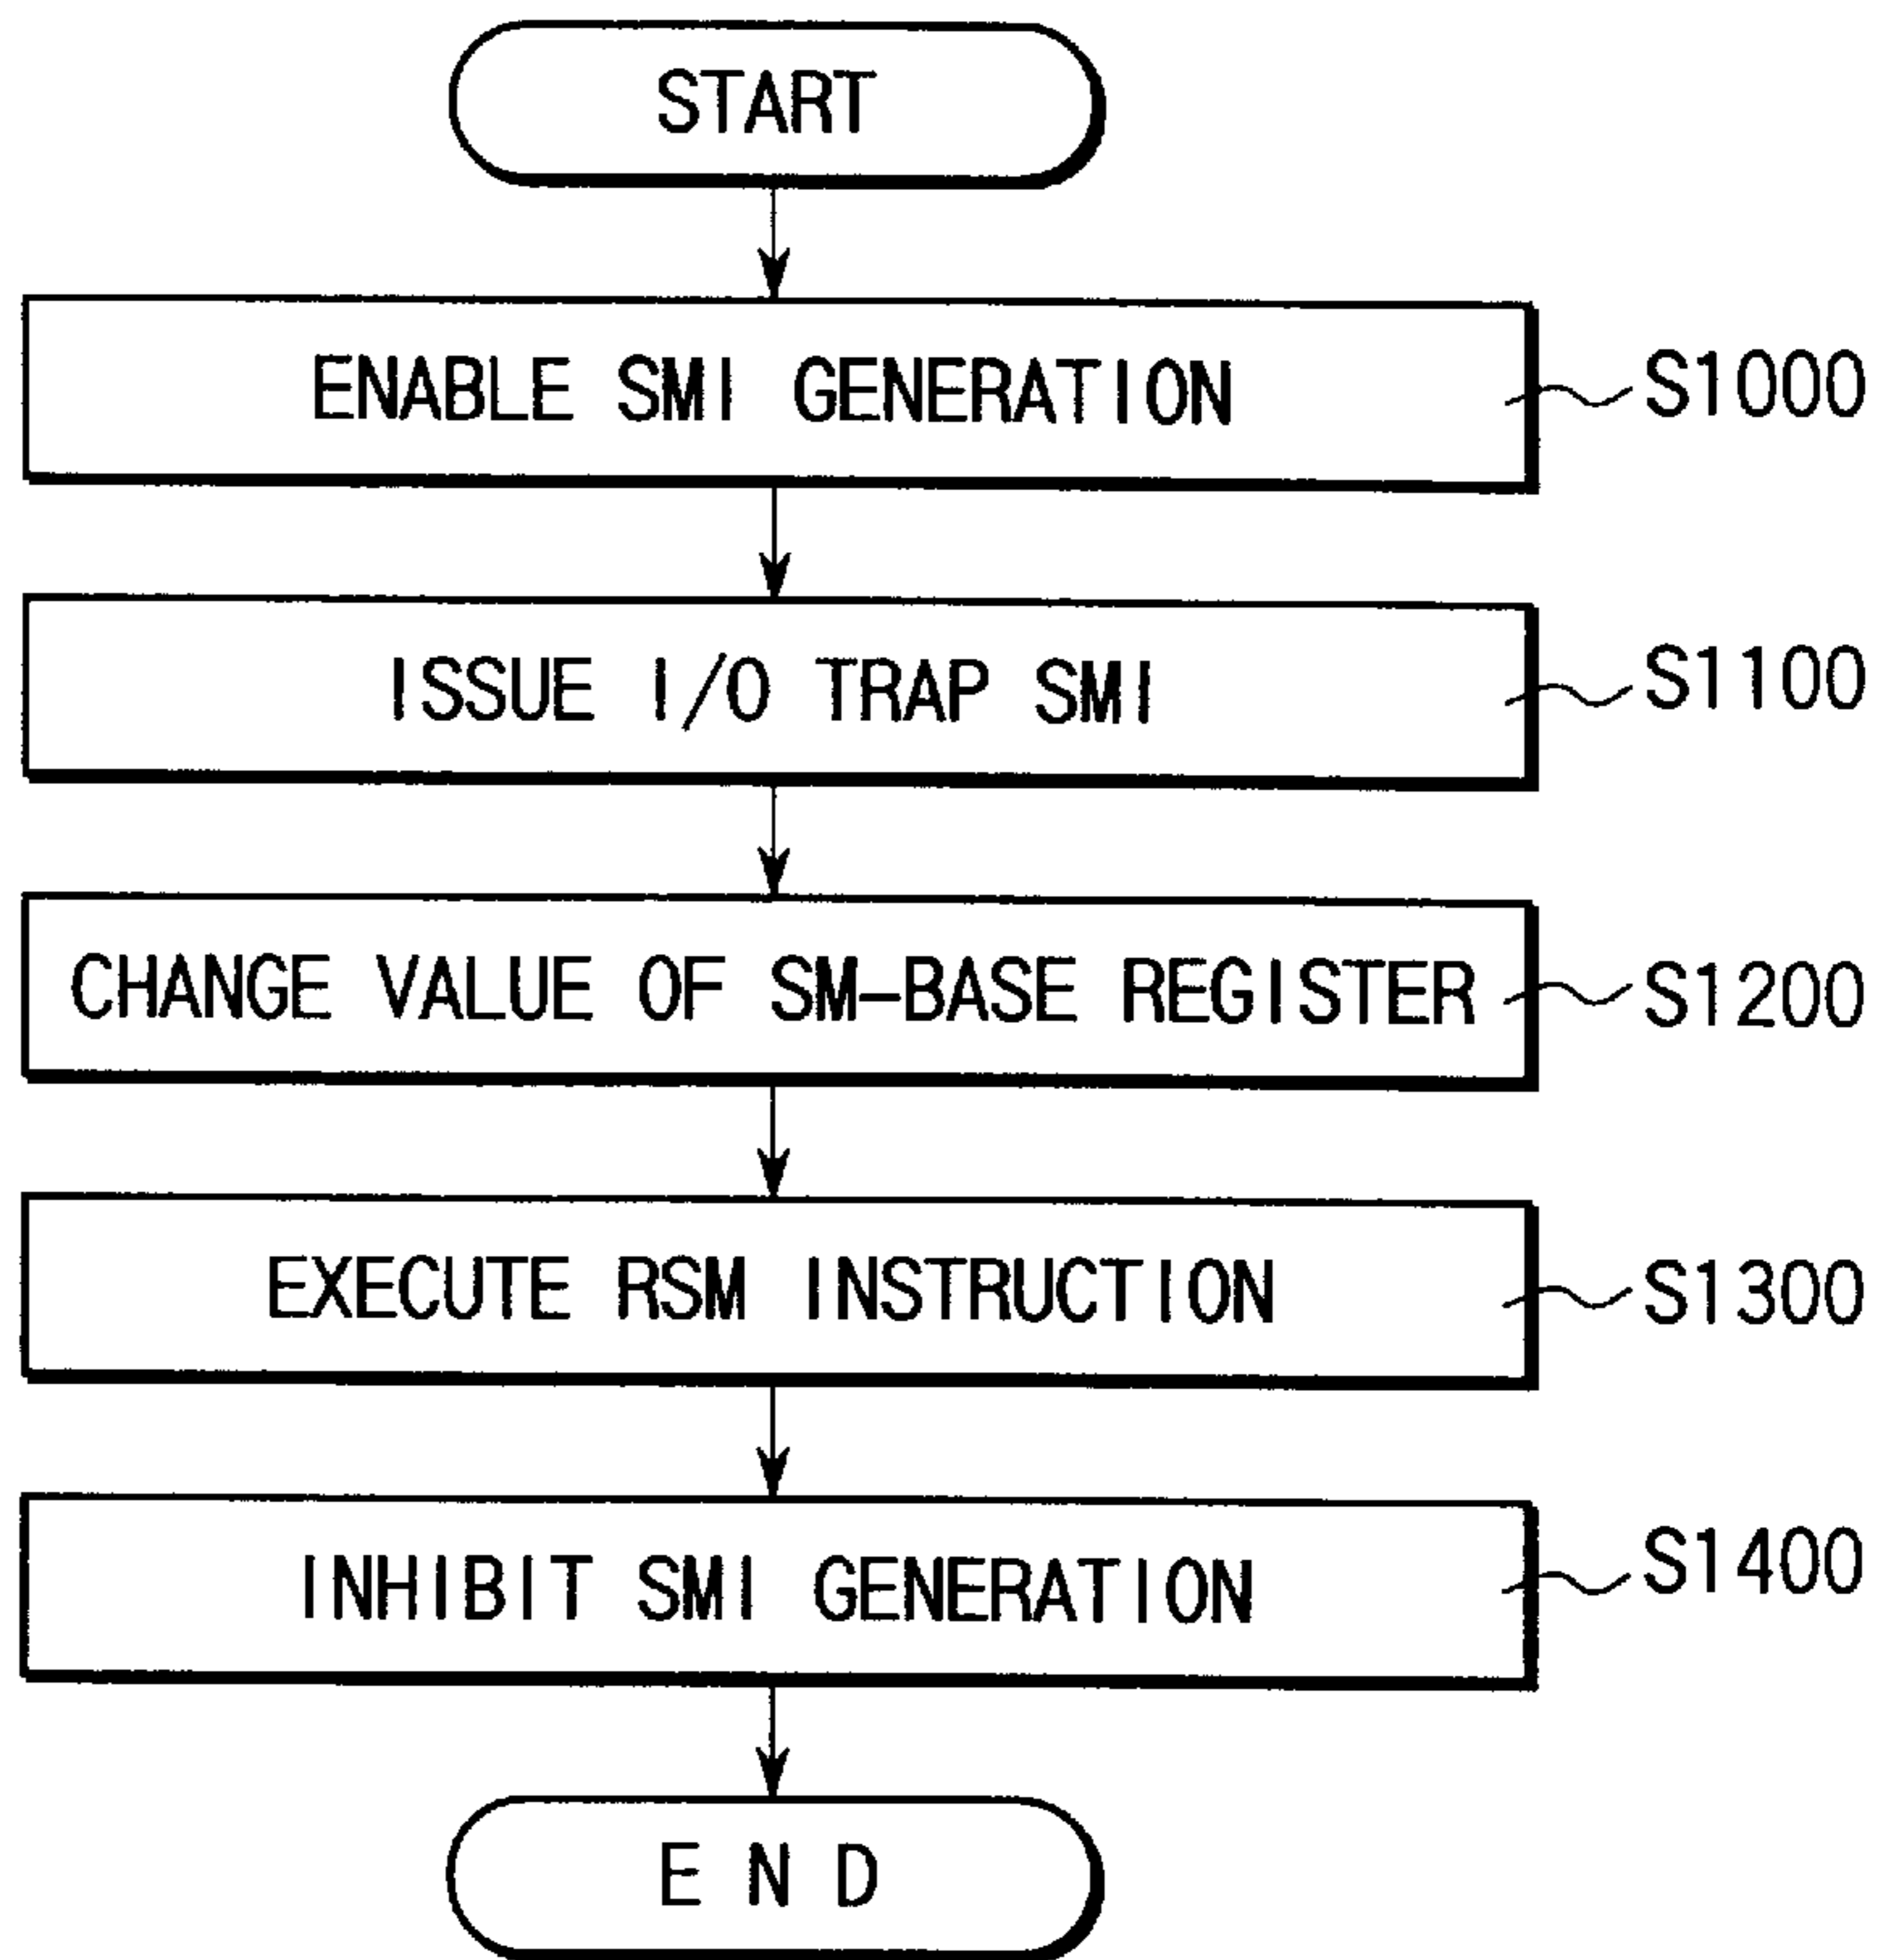 START
ENABLE SMI GENERATION
S1000
ISSUE I/O TRAP SMI
S1100
CHANGE VALUE OF SM-BASE REGISTER
S1200
EXECUTE RSM INSTRUCTION
S1300
INHIBIT SMI GENERATION
S1400
END